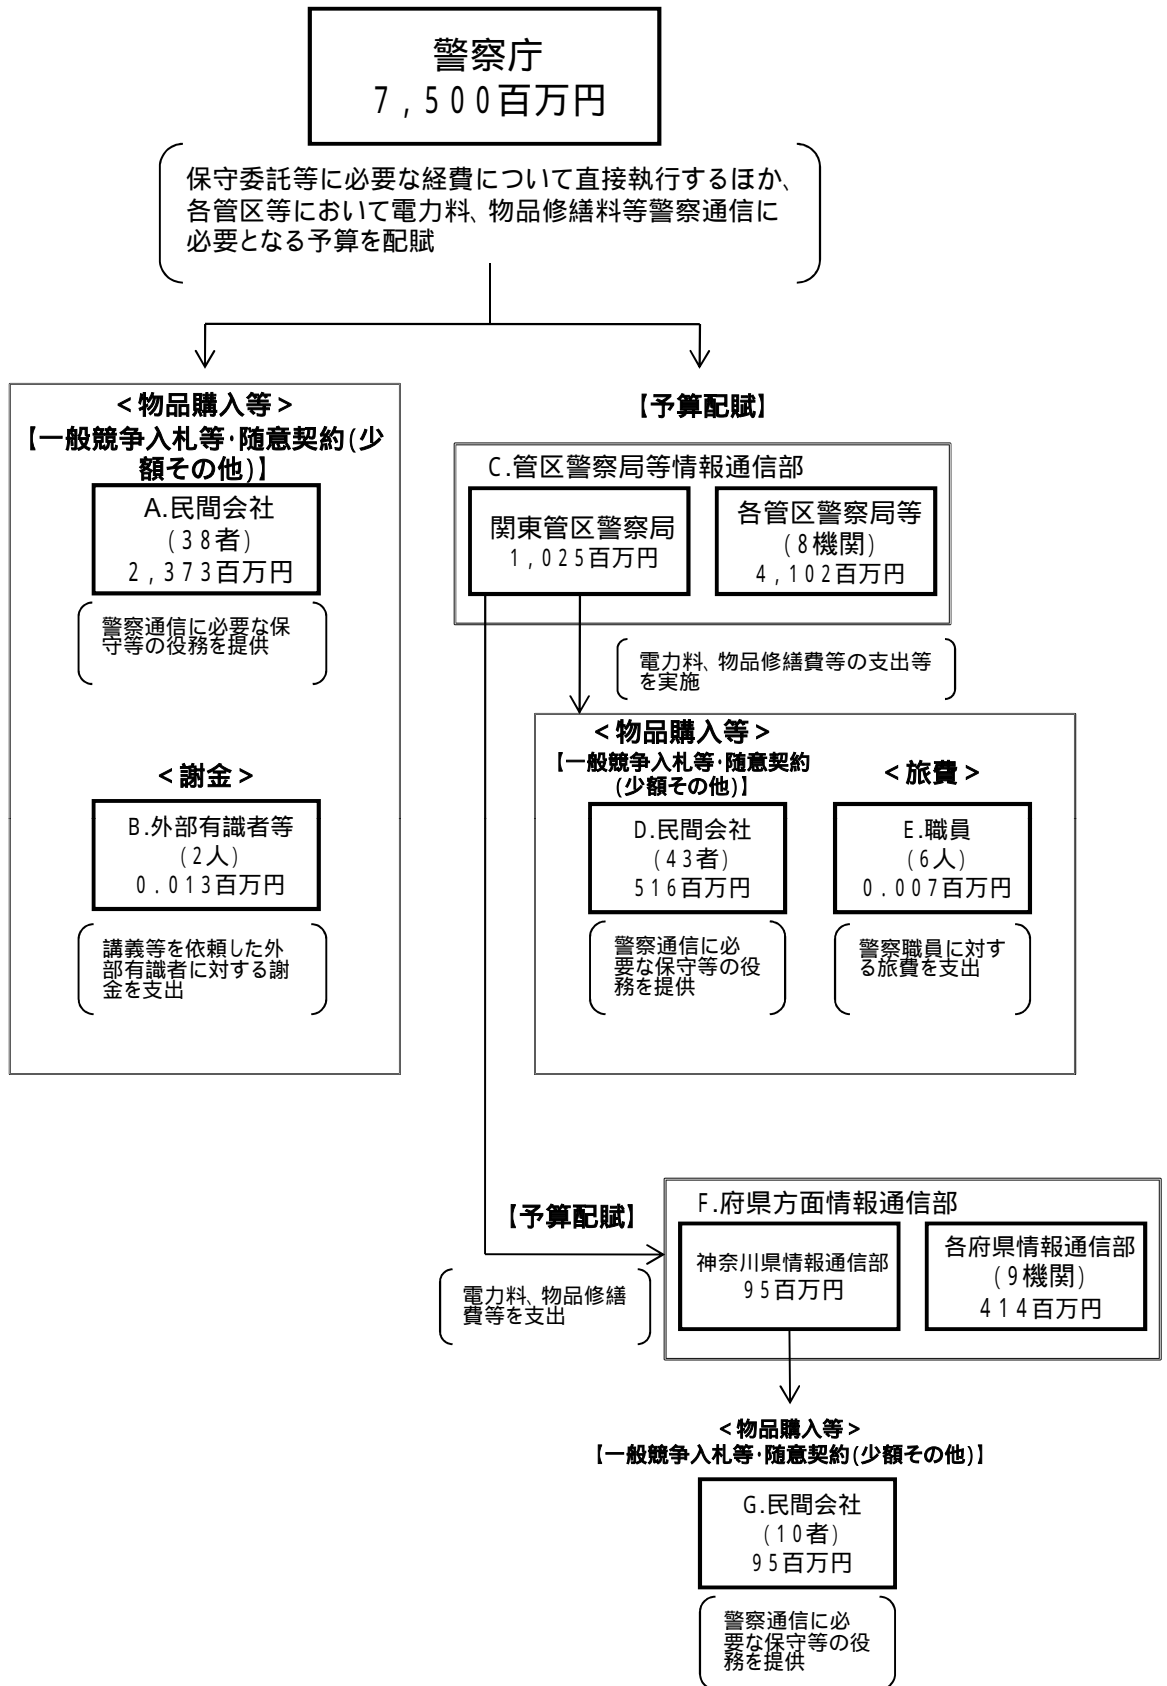 警察庁
7,500百万円
保守委託等に必要な経費について直接執行するほか、
各管区等において電力料、物品修繕料等警察通信に
必要となる予算を配賦
<物品購入等>
【一般競争入札等・随意契約(少
額その他)】
A.民間会社
(38者)
2,373百万円
警察通信に必要な保
守等の役務を提供
<謝金>
B.外部有識者等
(2人)
0.013百万円
講義等を依頼した外
部有識者に対する謝
金を支出
【予算配賦】
C.管区警察局等情報通信部
関東管区警察局
1,025百万円
各管区警察局等
(8機関)
4,102百万円
電力料、物品修繕費等の支出等
を実施
<物品購入等>
【一般競争入札等・随意契約
(少額その他)】
D.民間会社
(43者)
516百万円
警察通信に必
要な保守等の役
務を提供
<旅費>
E.職員
(6人)
0.007百万円
警察職員に対す
る旅費を支出
【予算配賦】
電力料、物品修繕
費等を支出
F.府県方面情報通信部
神奈川県情報通信部
95百万円
各府県情報通信部
(9機関)
414百万円
<物品購入等>
【一般競争入札等・随意契約(少額その他)】
G.民間会社
(10者)
95百万円
警察通信に必
要な保守等の役
務を提供